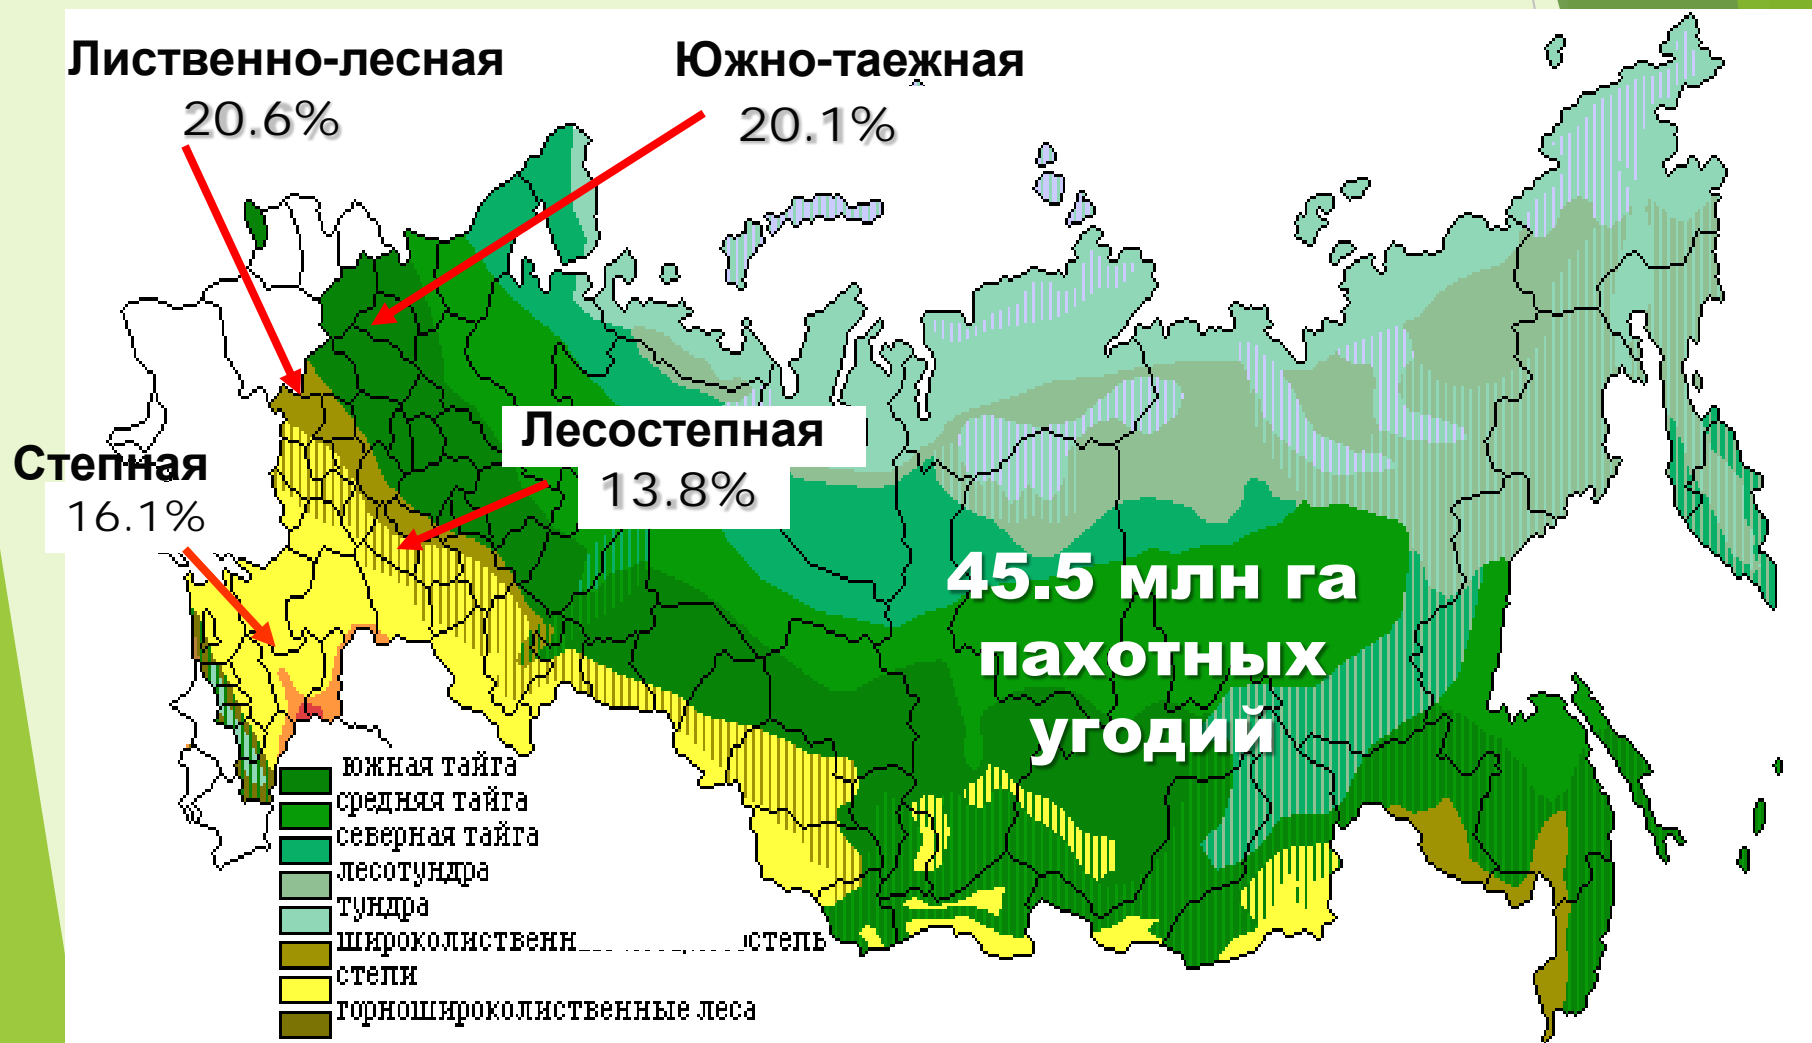 Лиственно-лесная
20.6%
Южно-таежная
20.1%
Лесостепная
13.8%
Степная
16.1%
45.5 млн га
пахотных
угодий
южная тайга
средняя тайга
северная тайга
лесотундра
тундра
степи
горношироколиственные леса